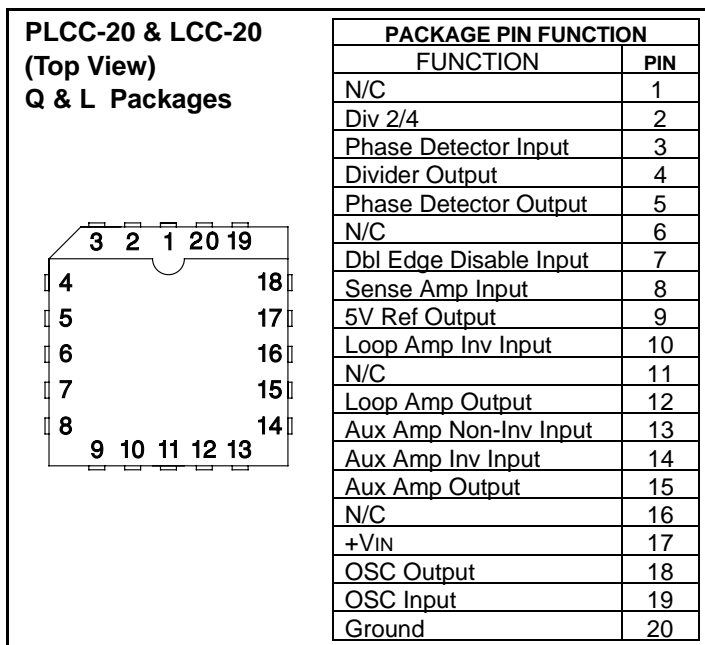 PLCC-20 & LCC-20
(Top View)
Q & L Packages
3 2 1 20 19
4 18
5 17
6 16
7 15
8 14
9 10 11 12 13
PACKAGE PIN FUNCTION
FUNCTION PIN
N/C 1
Div 2/4 2
Phase Detector Input 3
Divider Output 4
Phase Detector Output 5
N/C 6
Dbl Edge Disable Input 7
Sense Amp Input 8
5V Ref Output 9
Loop Amp Inv Input 10
N/C 11
Loop Amp Output 12
Aux Amp Non-Inv Input 13
Aux Amp Inv Input 14
Aux Amp Output 15
N/C 16
+VIN 17
OSC Output 18
OSC Input 19
Ground 20